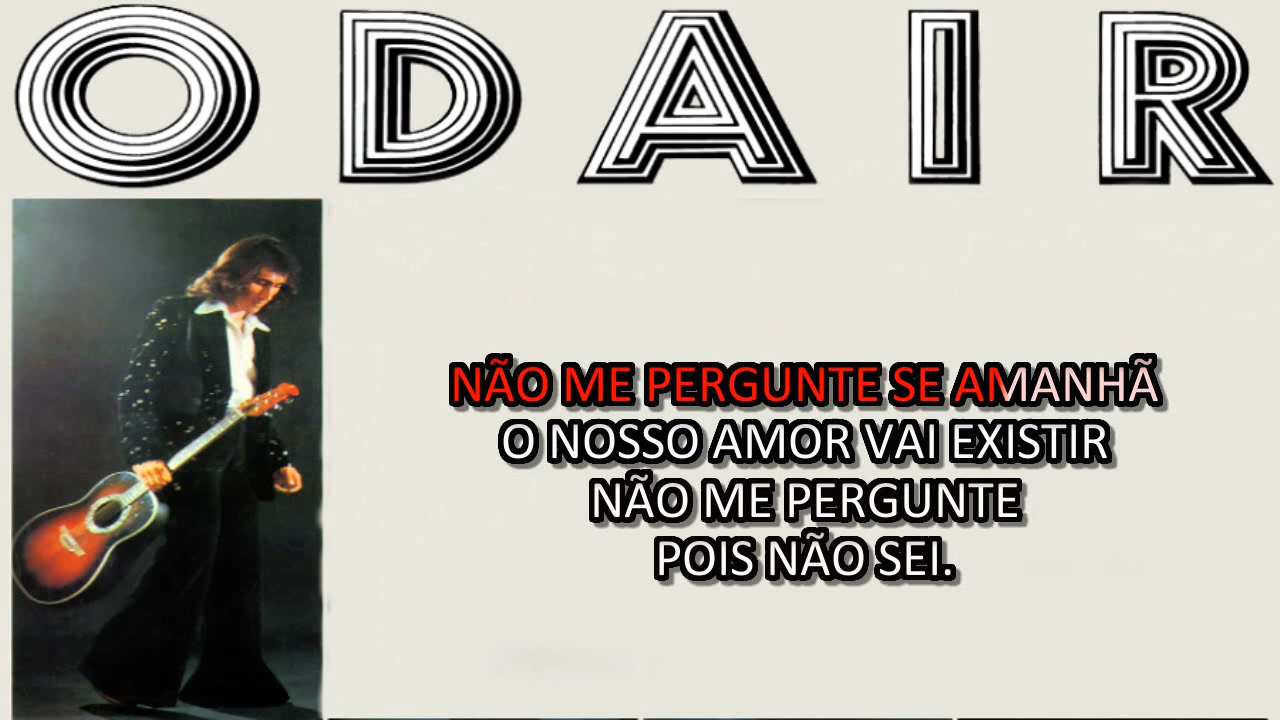 ODAIR
NÃO ME PERGUNTE SE AMANHÃ
O NOSSO AMOR VAI EXISTIR
NÃO ME PERGUNTE
POIS NÃO SEI.